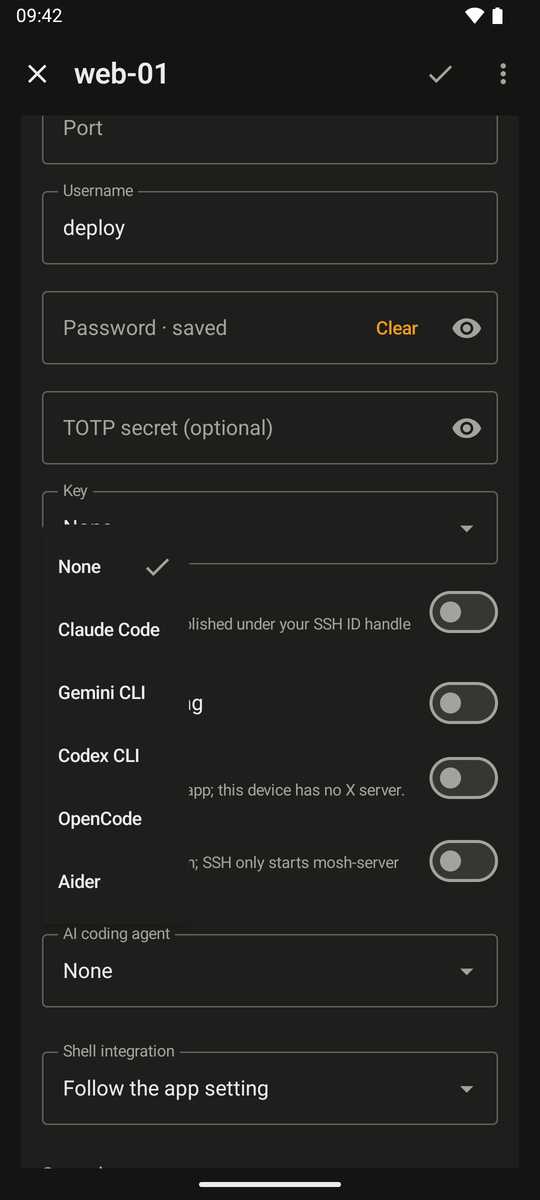 09:42
web-01
Port
Username
deploy
Password · saved
Clear
TOTP secret (optional)
Key
None
Claude Code
SSH ID handle
under your
Gemini CLI
Codex CLI
app; this device has no X server.
OpenCode
SSH only starts mosh-server
Aider
AI coding agent
None
Shell integration
Follow the app setting